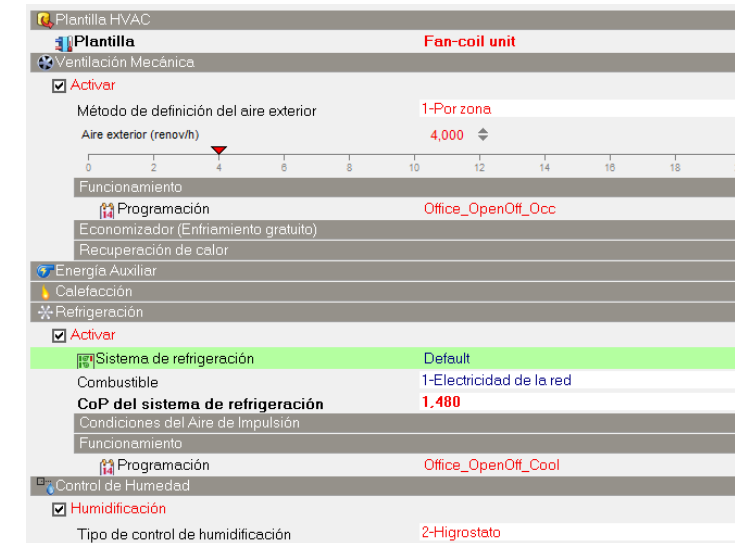 Plantilla HVAC
Plantilla Fan-coil unit
Ventilación Mecánica
Activar
Método de definición del aire exterior 1-Por zona
Aire exterior (renov/h) 4,000
0 2 4 6 8 10 12 14 16 18
Funcionamiento
Programación Office_OpenOff_Occ
Economizador (Enfriamiento gratuito)
Recuperación de calor
Energía Auxiliar
Calefacción
Refrigeración
Activar
Sistema de refrigeración Default
Combustible 1-Electricidad de la red
CoP del sistema de refrigeración 1,480
Condiciones del Aire de Impulsión
Funcionamiento
Programación Office_OpenOff_Cool
Control de Humedad
Humidificación
Tipo de control de humidificación 2-Higrostato